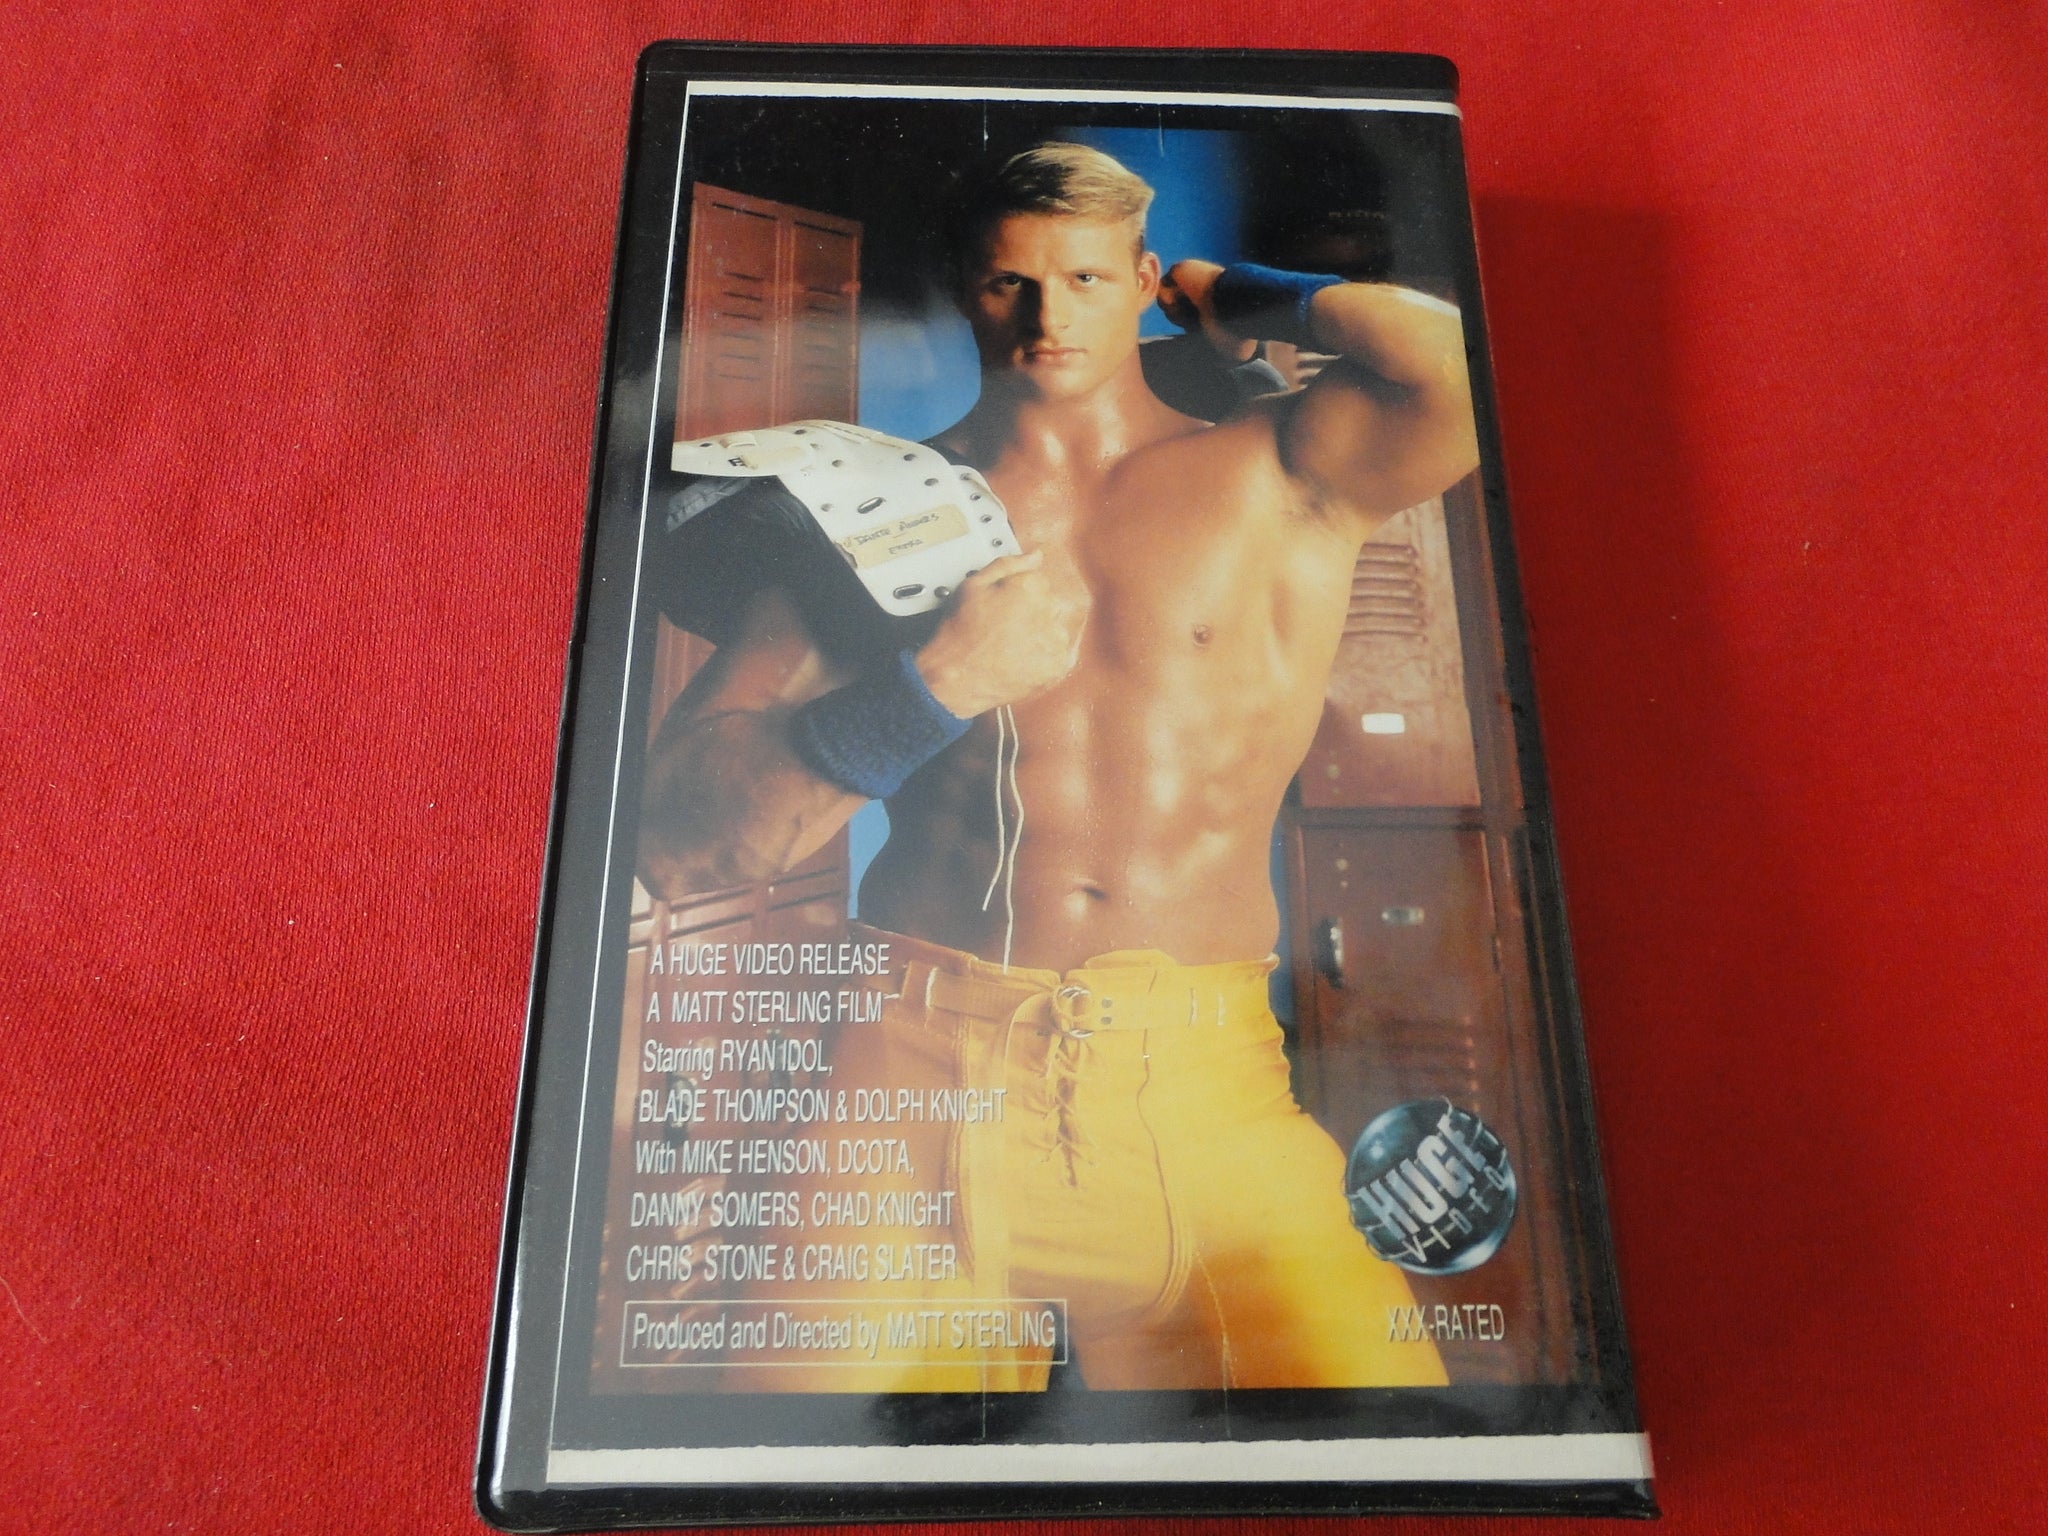 A HUGE VIDEO RELEASE
A MATT STERLING FILM
Starring RYAN IDOL,
BLADE THOMPSON & DOLPH KNIGHT
With MIKE HENSON, DCOTA,
DANNY SOMERS, CHAD KNIGHT
CHRIS STONE & CRAIG SLATER
Produced and Directed by MATT STERLING
HUGE
VIDEO
XXX-RATED